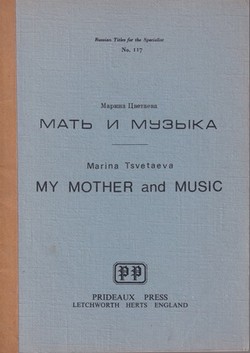 Russian Titles for the Specialist
No. 117
Марина Цветаева
МАТЬ И МУЗЫКА
Marina Tsvetaeva
MY MOTHER and MUSIC
PP
PRIDEAUX PRESS
LETCHWORTH HERTS ENGLAND